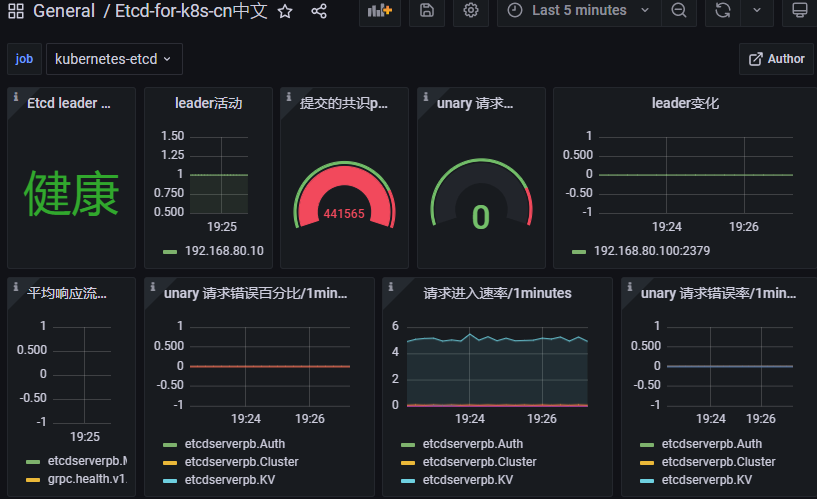 General / Etcd-for-k8s-cn中文
Last 5 minutes
job
kubernetes-etcd
Author
Etcd leader ...
leader活动
提交的共识p...
unary 请求...
leader变化
1.50
1.25
1
0.750
0.500
19:25
192.168.80.10
健康
441565
0
1
0.500
0
-0.50
-1
19:24
19:26
192.168.80.100:2379
平均响应流...
unary 请求错误百分比/1min...
请求进入速率/1minutes
unary 请求错误率/1min...
1
0.500
0
-0.50
-1
19:25
etcdserverpb.M
grpc.health.v1.
1
0.500
0
-0.50
-1
19:24
19:26
etcdserverpb.Auth
etcdserverpb.Cluster
etcdserverpb.KV
6
4
2
0
19:24
19:26
etcdserverpb.Auth
etcdserverpb.Cluster
etcdserverpb.KV
1
0.500
0
-0.50
-1
19:24
19:26
etcdserverpb.Auth
etcdserverpb.Cluster
etcdserverpb.KV